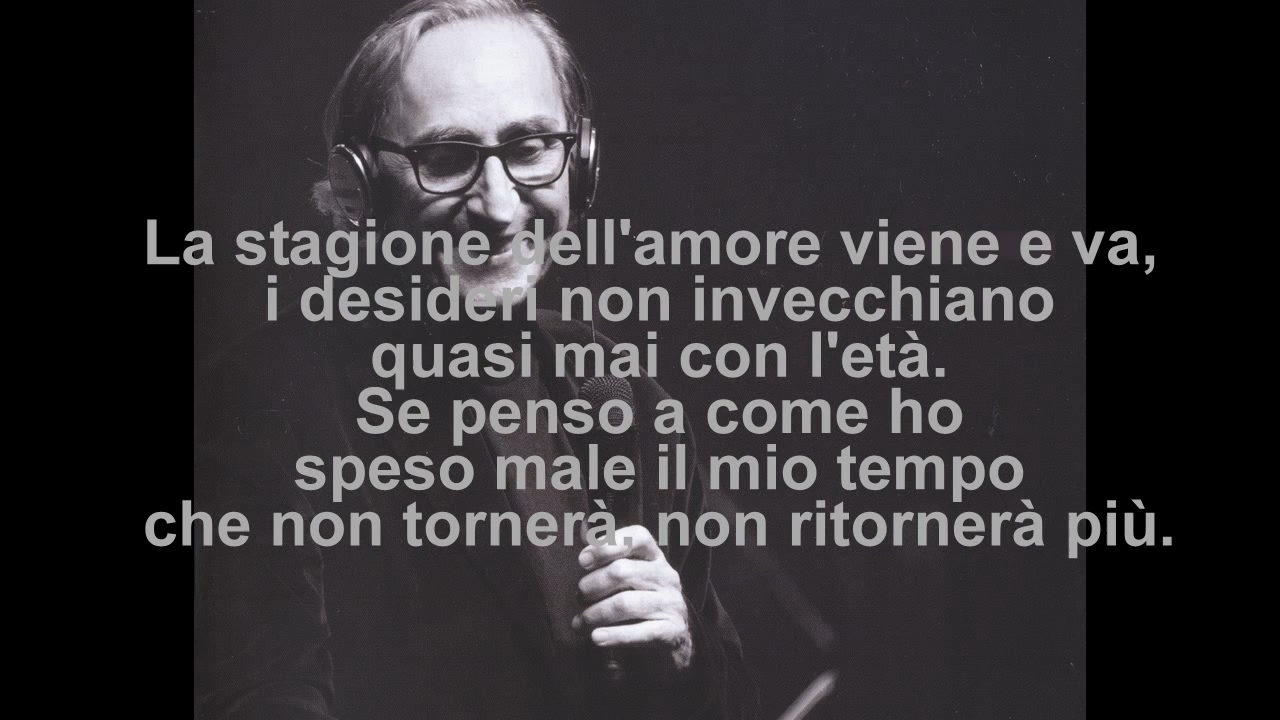 La stagione dell'amore viene e va,
i desideri non invecchiano
quasi mai con l'età.
Se penso a come ho
speso male il mio tempo
che non tornerà, non ritornerà più.